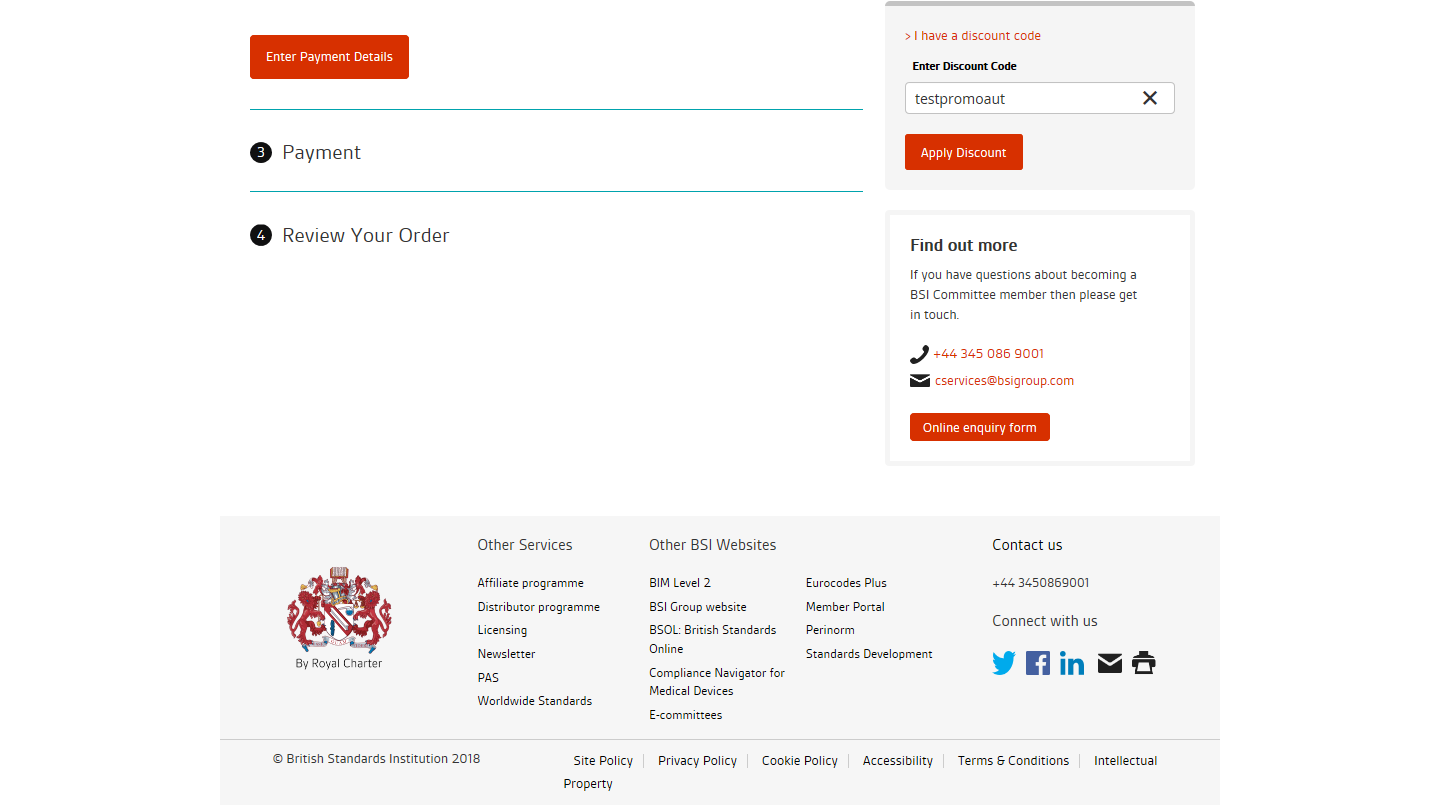 Enter Payment Details
3 Payment
4 Review Your Order
> I have a discount code
Enter Discount Code
testpromoaut
Apply Discount
Find out more
If you have questions about becoming a
BSI Committee member then please get
in touch.
+44 345 086 9001
cservices@bsigroup.com
Online enquiry form
By Royal Charter
Other Services
Affiliate programme
Distributor programme
Licensing
Newsletter
PAS
Worldwide Standards
Other BSI Websites
BIM Level 2
BSI Group website
BSOL: British Standards
Online
Compliance Navigator for
Medical Devices
E-committees
Eurocodes Plus
Member Portal
Perinorm
Standards Development
Contact us
+44 3450869001
Connect with us
© British Standards Institution 2018
Site Policy Privacy Policy Cookie Policy Accessibility Terms & Conditions Intellectual
Property